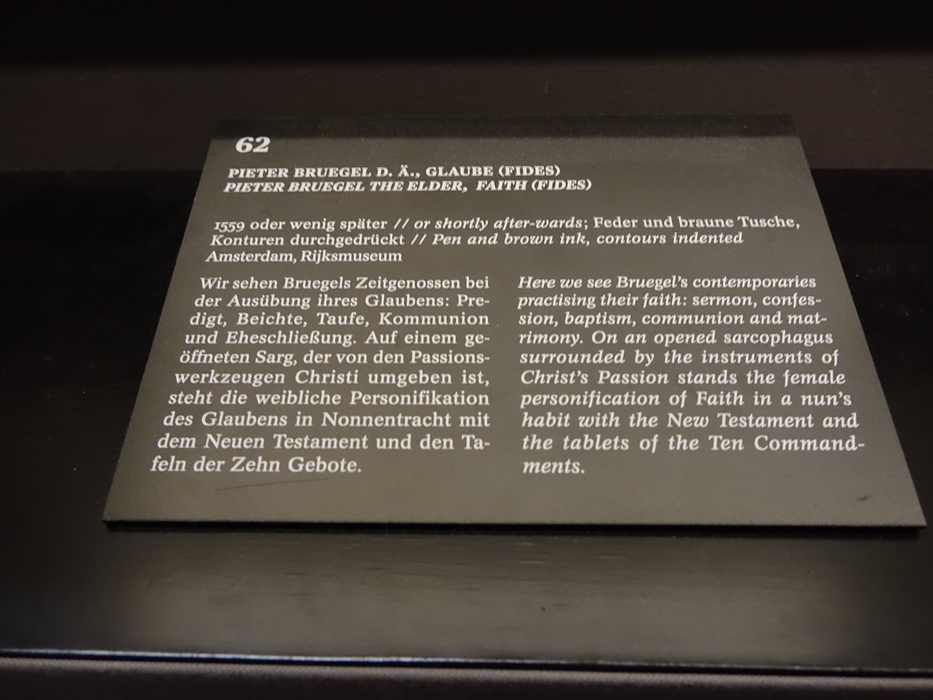 62
PIETER BRUEGEL D. Ä., GLAUBE (FIDES)
PIETER BRUEGEL THE ELDER, FAITH (FIDES)
1559 oder wenig später // or shortly after-wards; Feder und braune Tusche,
Konturen durchgedrückt // Pen and brown ink, contours indented
Amsterdam, Rijksmuseum
Wir sehen Bruegels Zeitgenossen bei
der Ausübung ihres Glaubens: Pre-
digt, Beichte, Taufe, Kommunion
und Eheschließung. Auf einem ge-
öffneten Sarg, der von den Passions-
werkzeugen Christi umgeben ist,
steht die weibliche Personifikation
des Glaubens in Nonnentracht mit
dem Neuen Testament und den Ta-
feln der Zehn Gebote.
Here we see Bruegel's contemporaries
practising their faith: sermon, confes-
sion, baptism, communion and mat-
rimony. On an opened sarcophagus
surrounded by the instruments of
Christ's Passion stands the female
personification of Faith in a nun's
habit with the New Testament and
the tablets of the Ten Command-
ments.